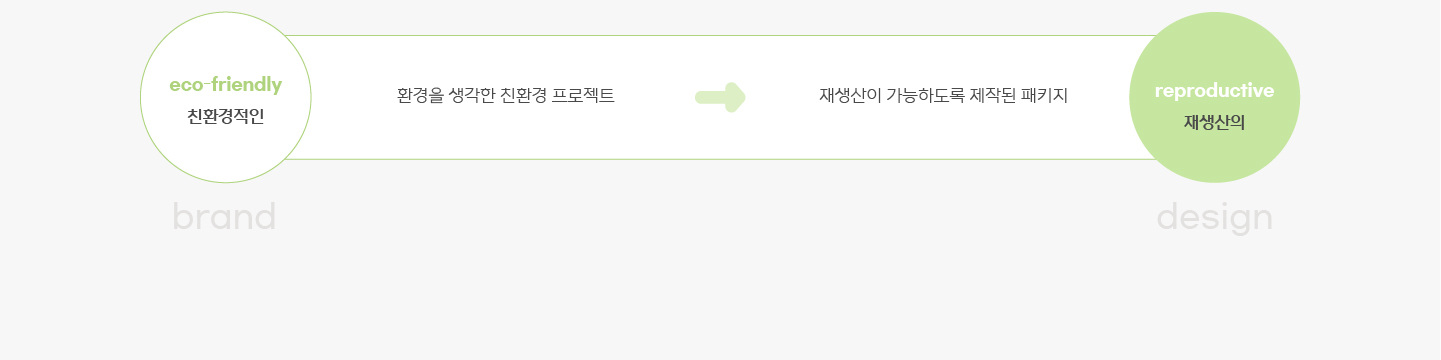 eco-friendly
친환경적인
환경을 생각한 친환경 프로젝트
재생산이 가능하도록 제작된 패키지
reproductive
재생산의
brand
design